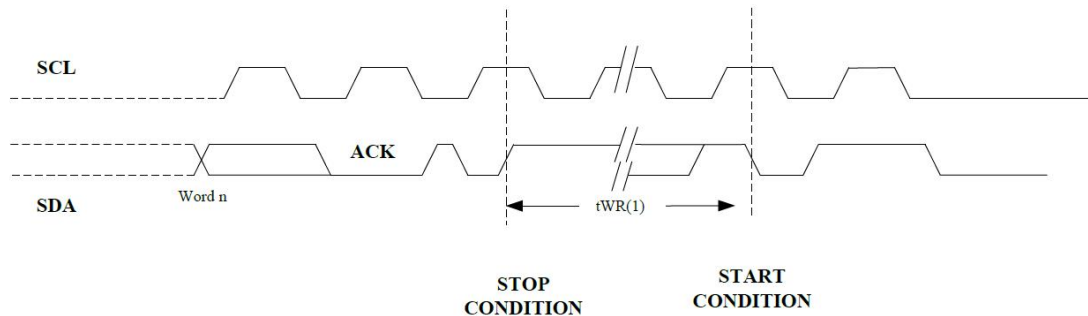 SCL
ACK
Word n
SDA
tWR(1)
STOP
CONDITION
START
CONDITION